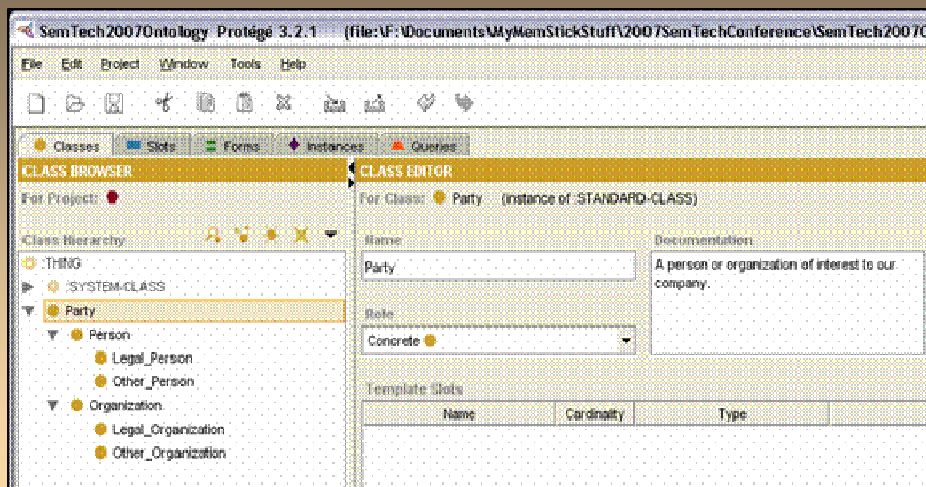 SemTech2007Ontology Protégé 3.2.1 (file:\F:\Documents\MyMemStickStuff\2007SemTechConference\SemTech2007O
File Edit Project Window Tools Help
Classes Slots Forms Instances Queries
CLASS BROWSER
For Project:
Class Hierarchy
:THING
:SYSTEM-CLASS
Party
Person
Legal_Person
Other_Person
Organization
Legal_Organization
Other_Organization
CLASS EDITOR
For Class: Party (instance of :STANDARD-CLASS)
Name
Party
Role
Concrete
Documentation
A person or organization of interest to our
company.
Template Slots
Name Cardinality Type